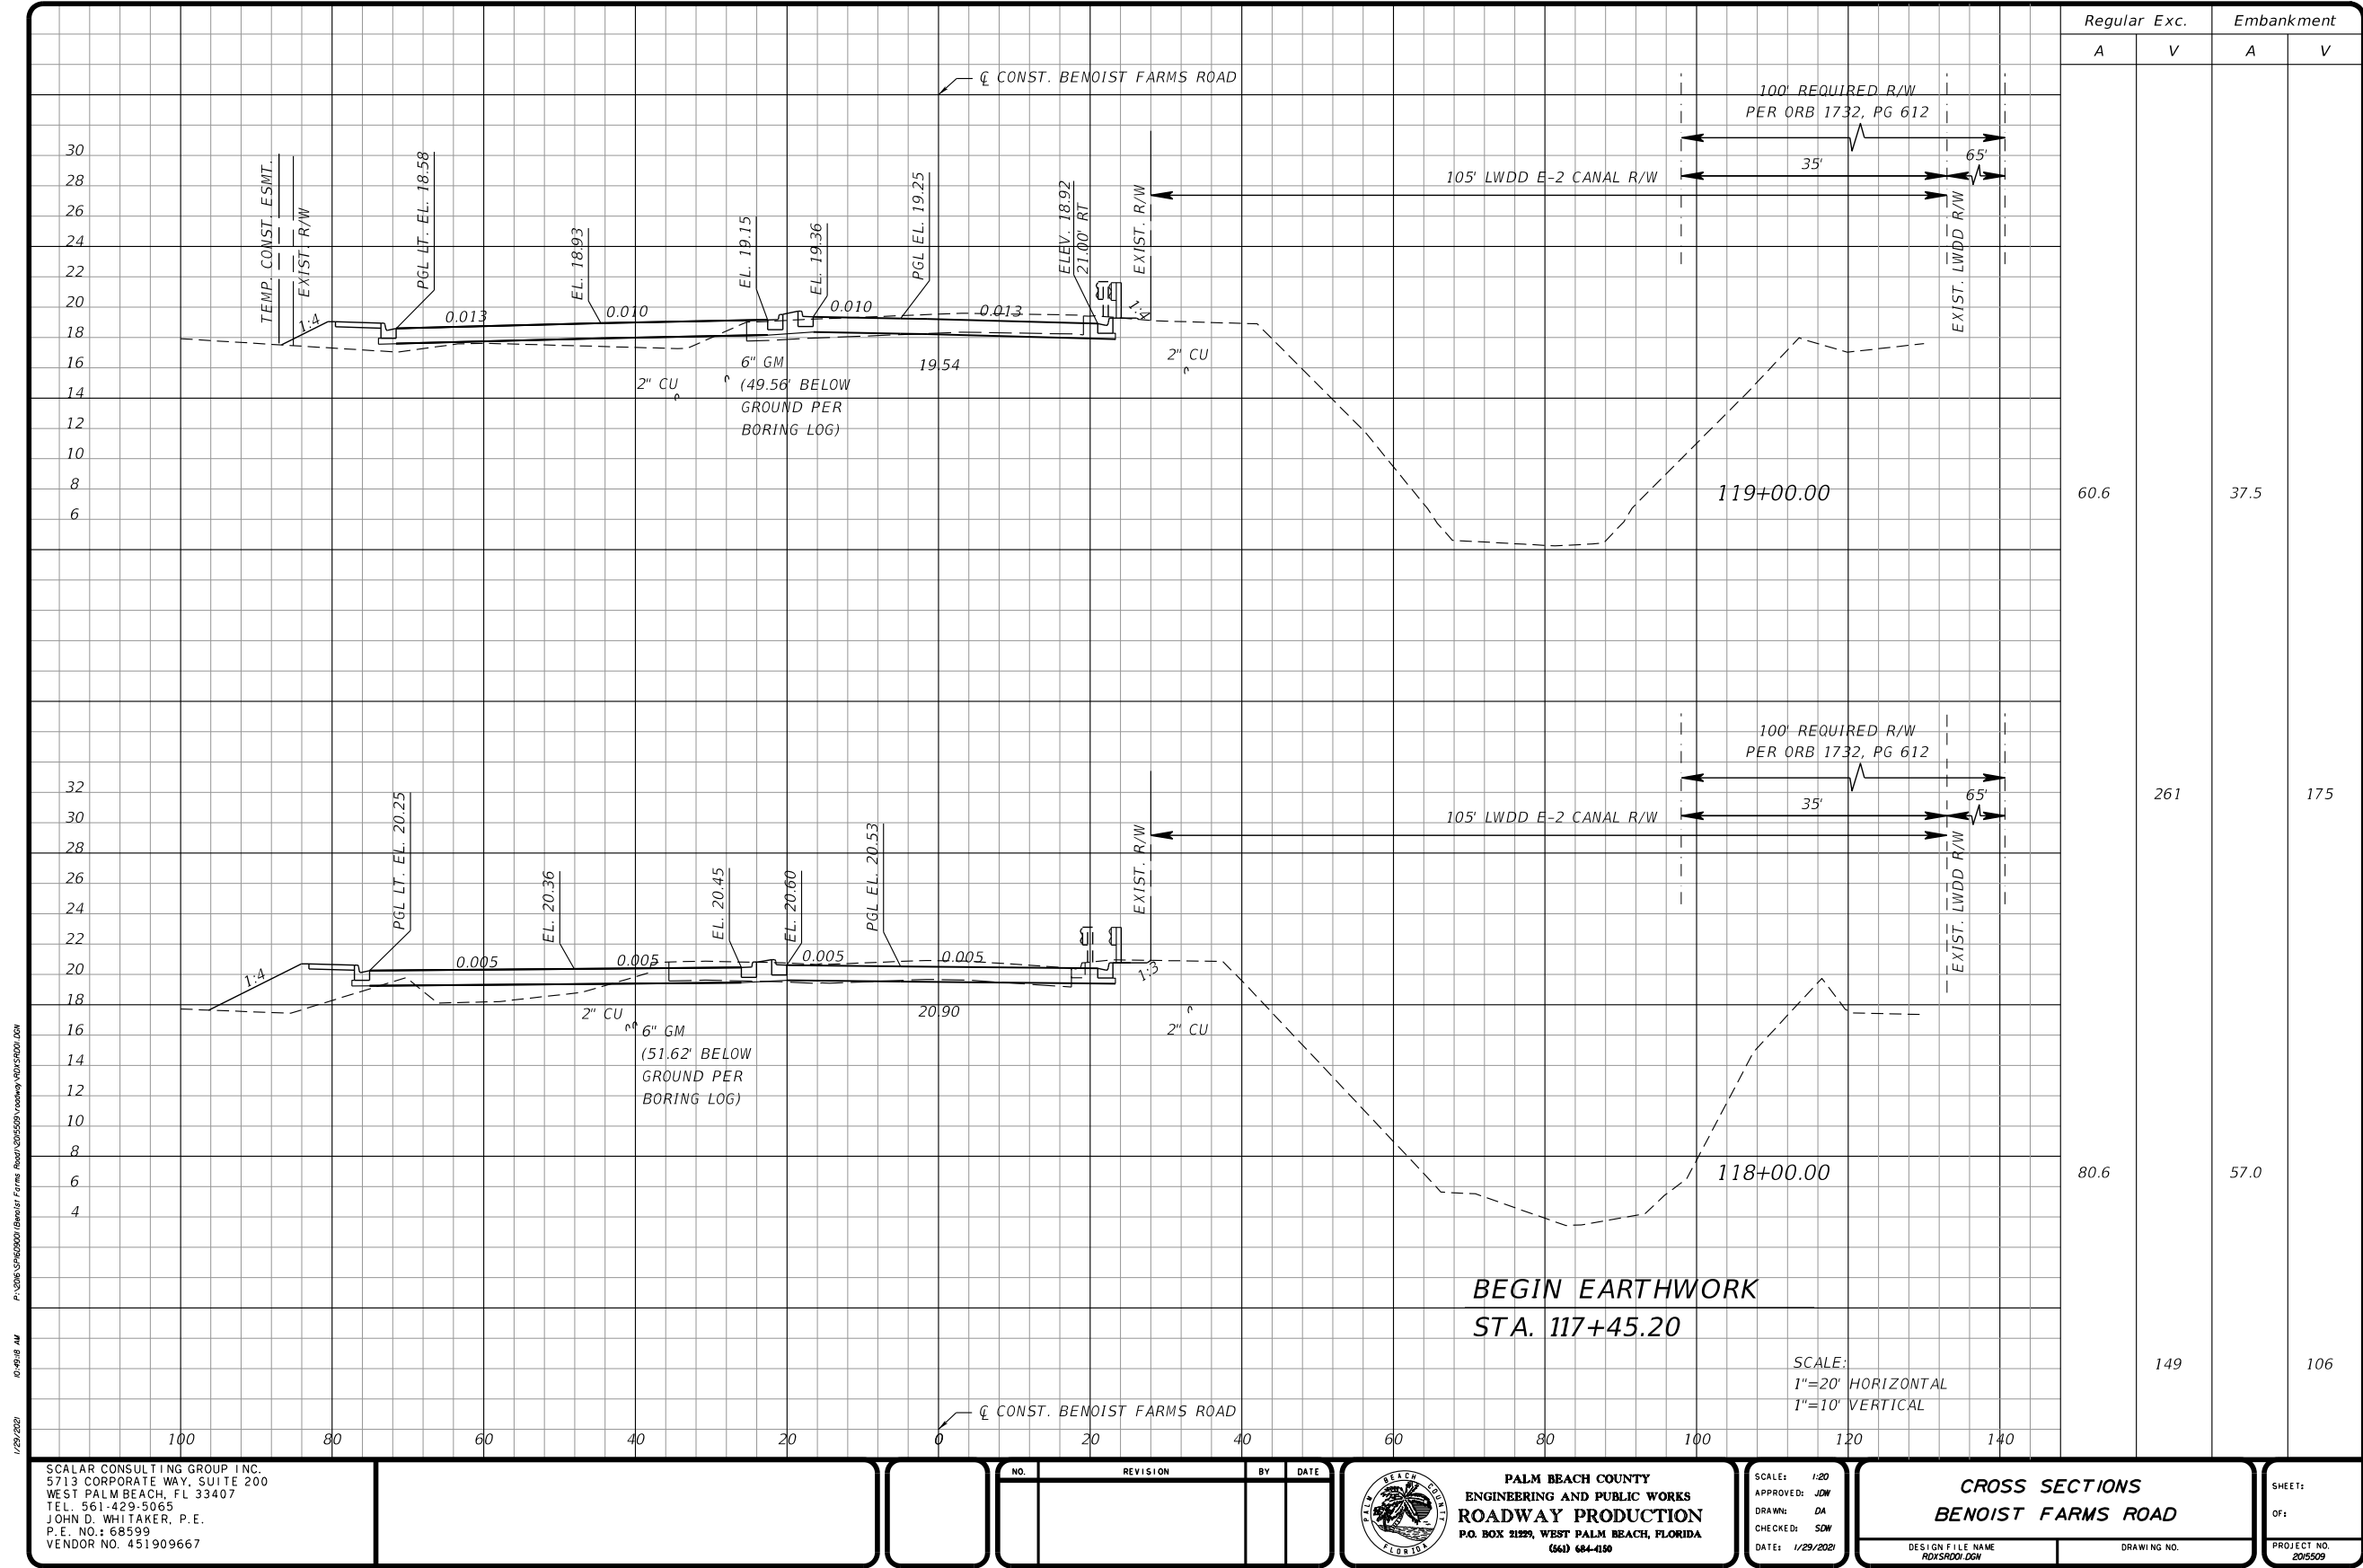 Regular Exc.
Embankment
A
V
A
V
℄ CONST. BENOIST FARMS ROAD
100' REQUIRED R/W
PER ORB 1732, PG 612
35'
65'
105' LWDD E-2 CANAL R/W
30
28
26
24
22
20
18
16
14
12
10
8
6
TEMP. CONST. ESMT.
EXIST. R/W
PGL LT. EL. 18.58
EL. 18.93
EL. 19.15
EL. 19.36
PGL EL. 19.25
ELEV. 18.92
21.00' RT
EXIST. R/W
EXIST. LWDD R/W
1:4
0.013
0.010
0.010
0.013
2" CU
6" GM
(49.56' BELOW
GROUND PER
BORING LOG)
19.54
2" CU
119+00.00
60.6
37.5
100' REQUIRED R/W
PER ORB 1732, PG 612
35'
65'
105' LWDD E-2 CANAL R/W
261
175
32
30
28
26
24
22
20
18
16
14
12
10
8
6
4
PGL LT. EL. 20.25
EL. 20.36
EL. 20.45
EL. 20.60
PGL EL. 20.53
EXIST. R/W
EXIST. LWDD R/W
1:4
0.005
0.005
0.005
0.005
1:3
2" CU
6" GM
(51.62' BELOW
GROUND PER
BORING LOG)
20.90
2" CU
118+00.00
80.6
57.0
BEGIN EARTHWORK
STA. 117+45.20
SCALE:
1"=20' HORIZONTAL
1"=10' VERTICAL
149
106
℄ CONST. BENOIST FARMS ROAD
100 80 60 40 20 0 20 40 60 80 100 120 140
10:49:18 AM
1/29/2021
SCALAR CONSULTING GROUP INC.
5713 CORPORATE WAY, SUITE 200
WEST PALM BEACH, FL 33407
TEL. 561-429-5065
JOHN D. WHITAKER, P.E.
P.E. NO.: 68599
VENDOR NO. 451909667
NO. REVISION BY DATE
PALM BEACH COUNTY
FLORIDA
PALM BEACH COUNTY
ENGINEERING AND PUBLIC WORKS
ROADWAY PRODUCTION
P.O. BOX 21229, WEST PALM BEACH, FLORIDA
(561) 684-4150
SCALE: 1:20
APPROVED: JDW
DRAWN: DA
CHECKED: SDW
DATE: 1/29/2021
CROSS SECTIONS
BENOIST FARMS ROAD
DESIGN FILE NAME
RDXSRD01.DGN
DRAWING NO.
SHEET:
OF:
PROJECT NO.
2015509